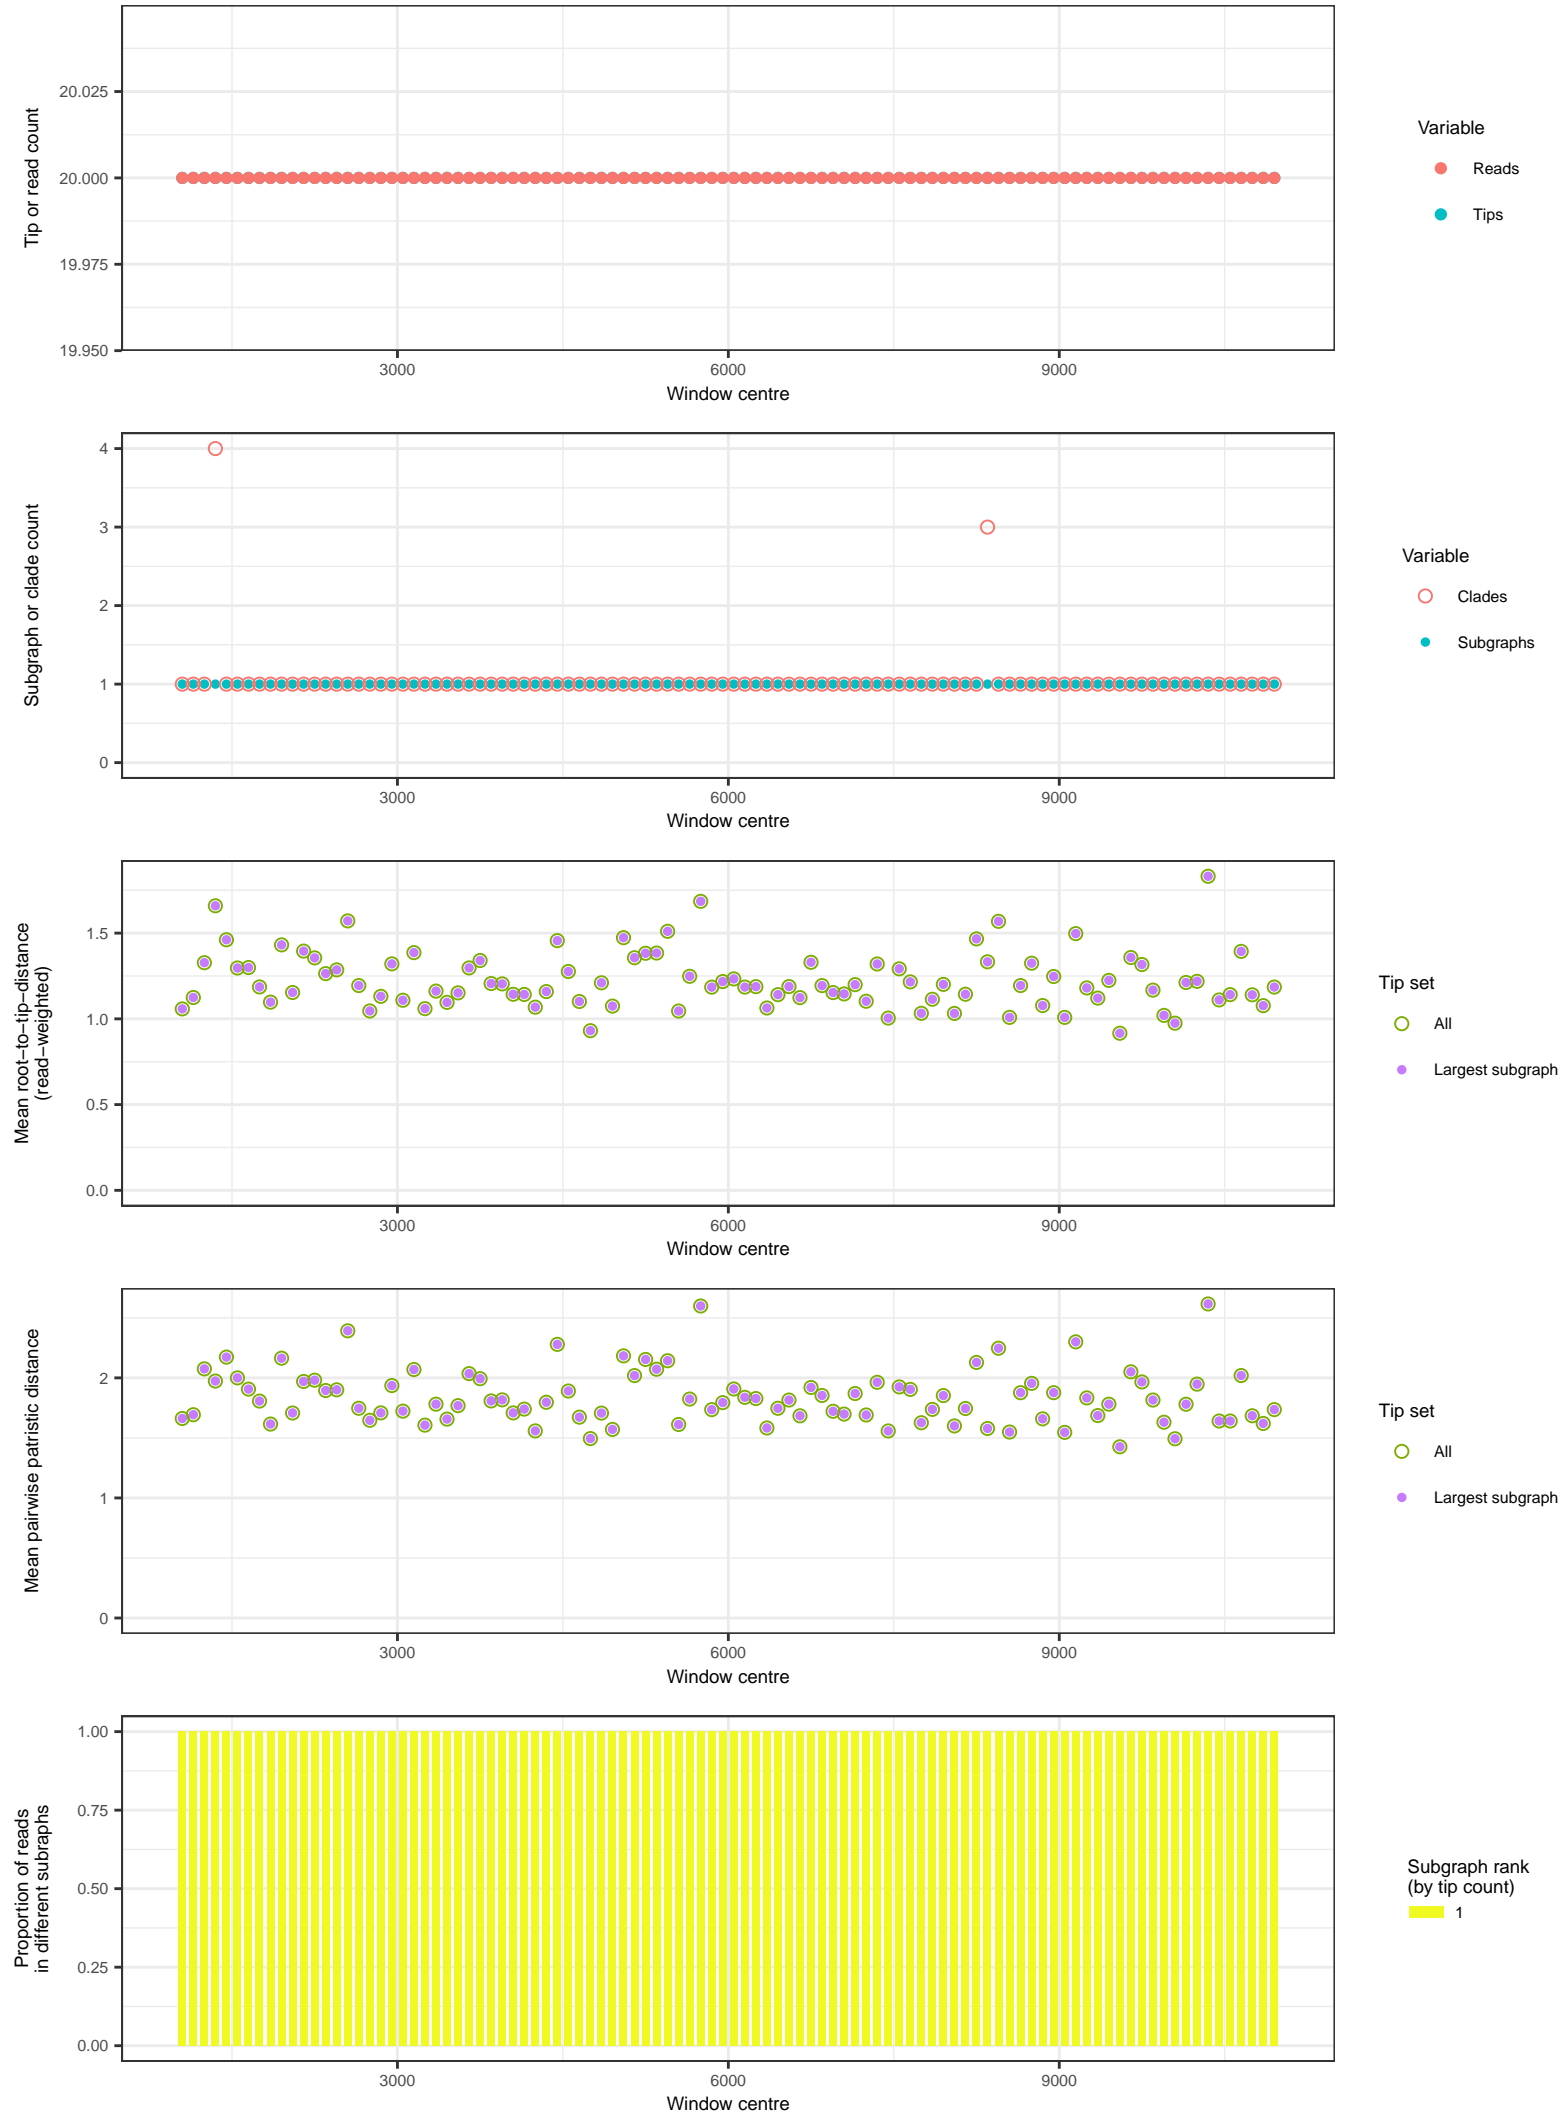 Tip or read count
20.025
20.000
19.975
19.950
3000
6000
9000
Window centre
Variable
Reads
Tips
Subgraph or clade count
4
3
2
1
0
3000
6000
9000
Window centre
Variable
Clades
Subgraphs
Mean root−to−tip−distance
(read−weighted)
1.5
1.0
0.5
0.0
3000
6000
9000
Window centre
Tip set
All
Largest subgraph
Mean pairwise patristic distance
2
1
0
3000
6000
9000
Window centre
Tip set
All
Largest subgraph
Proportion of reads
in different subraphs
1.00
0.75
0.50
0.25
0.00
3000
6000
9000
Window centre
Subgraph rank
(by tip count)
1